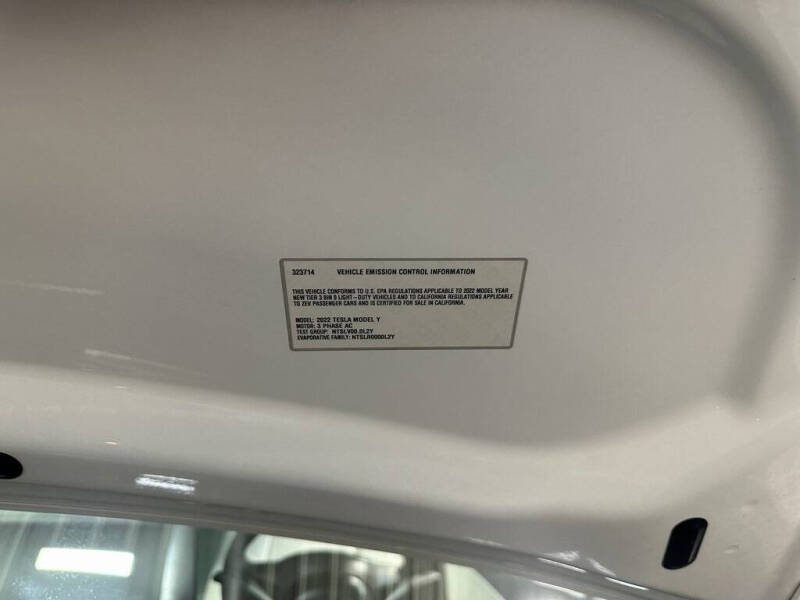 323714 VEHICLE EMISSION CONTROL INFORMATION
THIS VEHICLE CONFORMS TO U.S. EPA REGULATIONS APPLICABLE TO 2022 MODEL YEAR
NEW TIER 3 BIN 0 LIGHT-DUTY VEHICLES AND TO CALIFORNIA REGULATIONS APPLICABLE
TO ZEV PASSENGER CARS AND IS CERTIFIED FOR SALE IN CALIFORNIA.
MODEL: 2022 TESLA MODEL Y
MOTOR: 3 PHASE AC
TEST GROUP: NTSLV00.0L2Y
EVAPORATIVE FAMILY: NTSLR0000L2Y